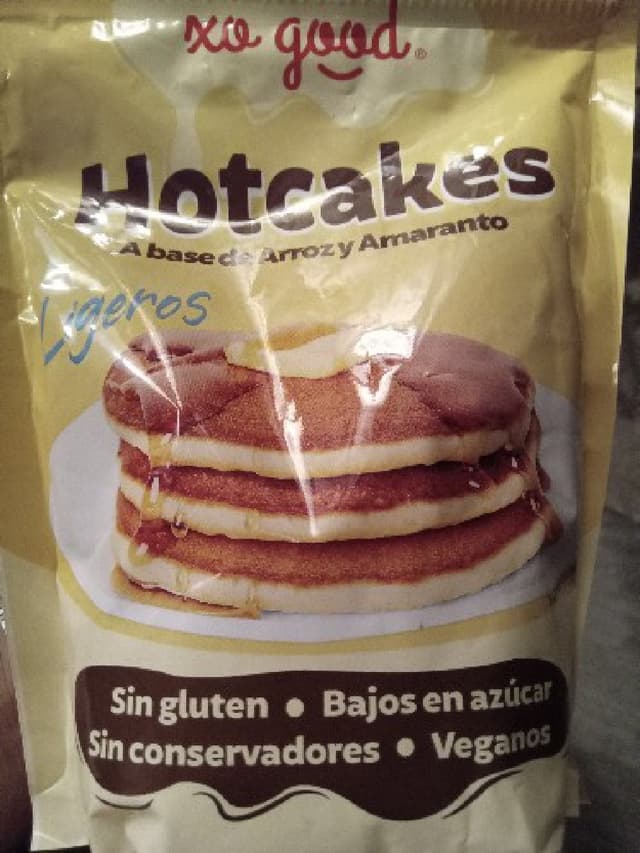 xo good®
Hotcakes
A base de Arroz y Amaranto
Ligeros
Sin gluten • Bajos en azúcar
Sin conservadores • Veganos